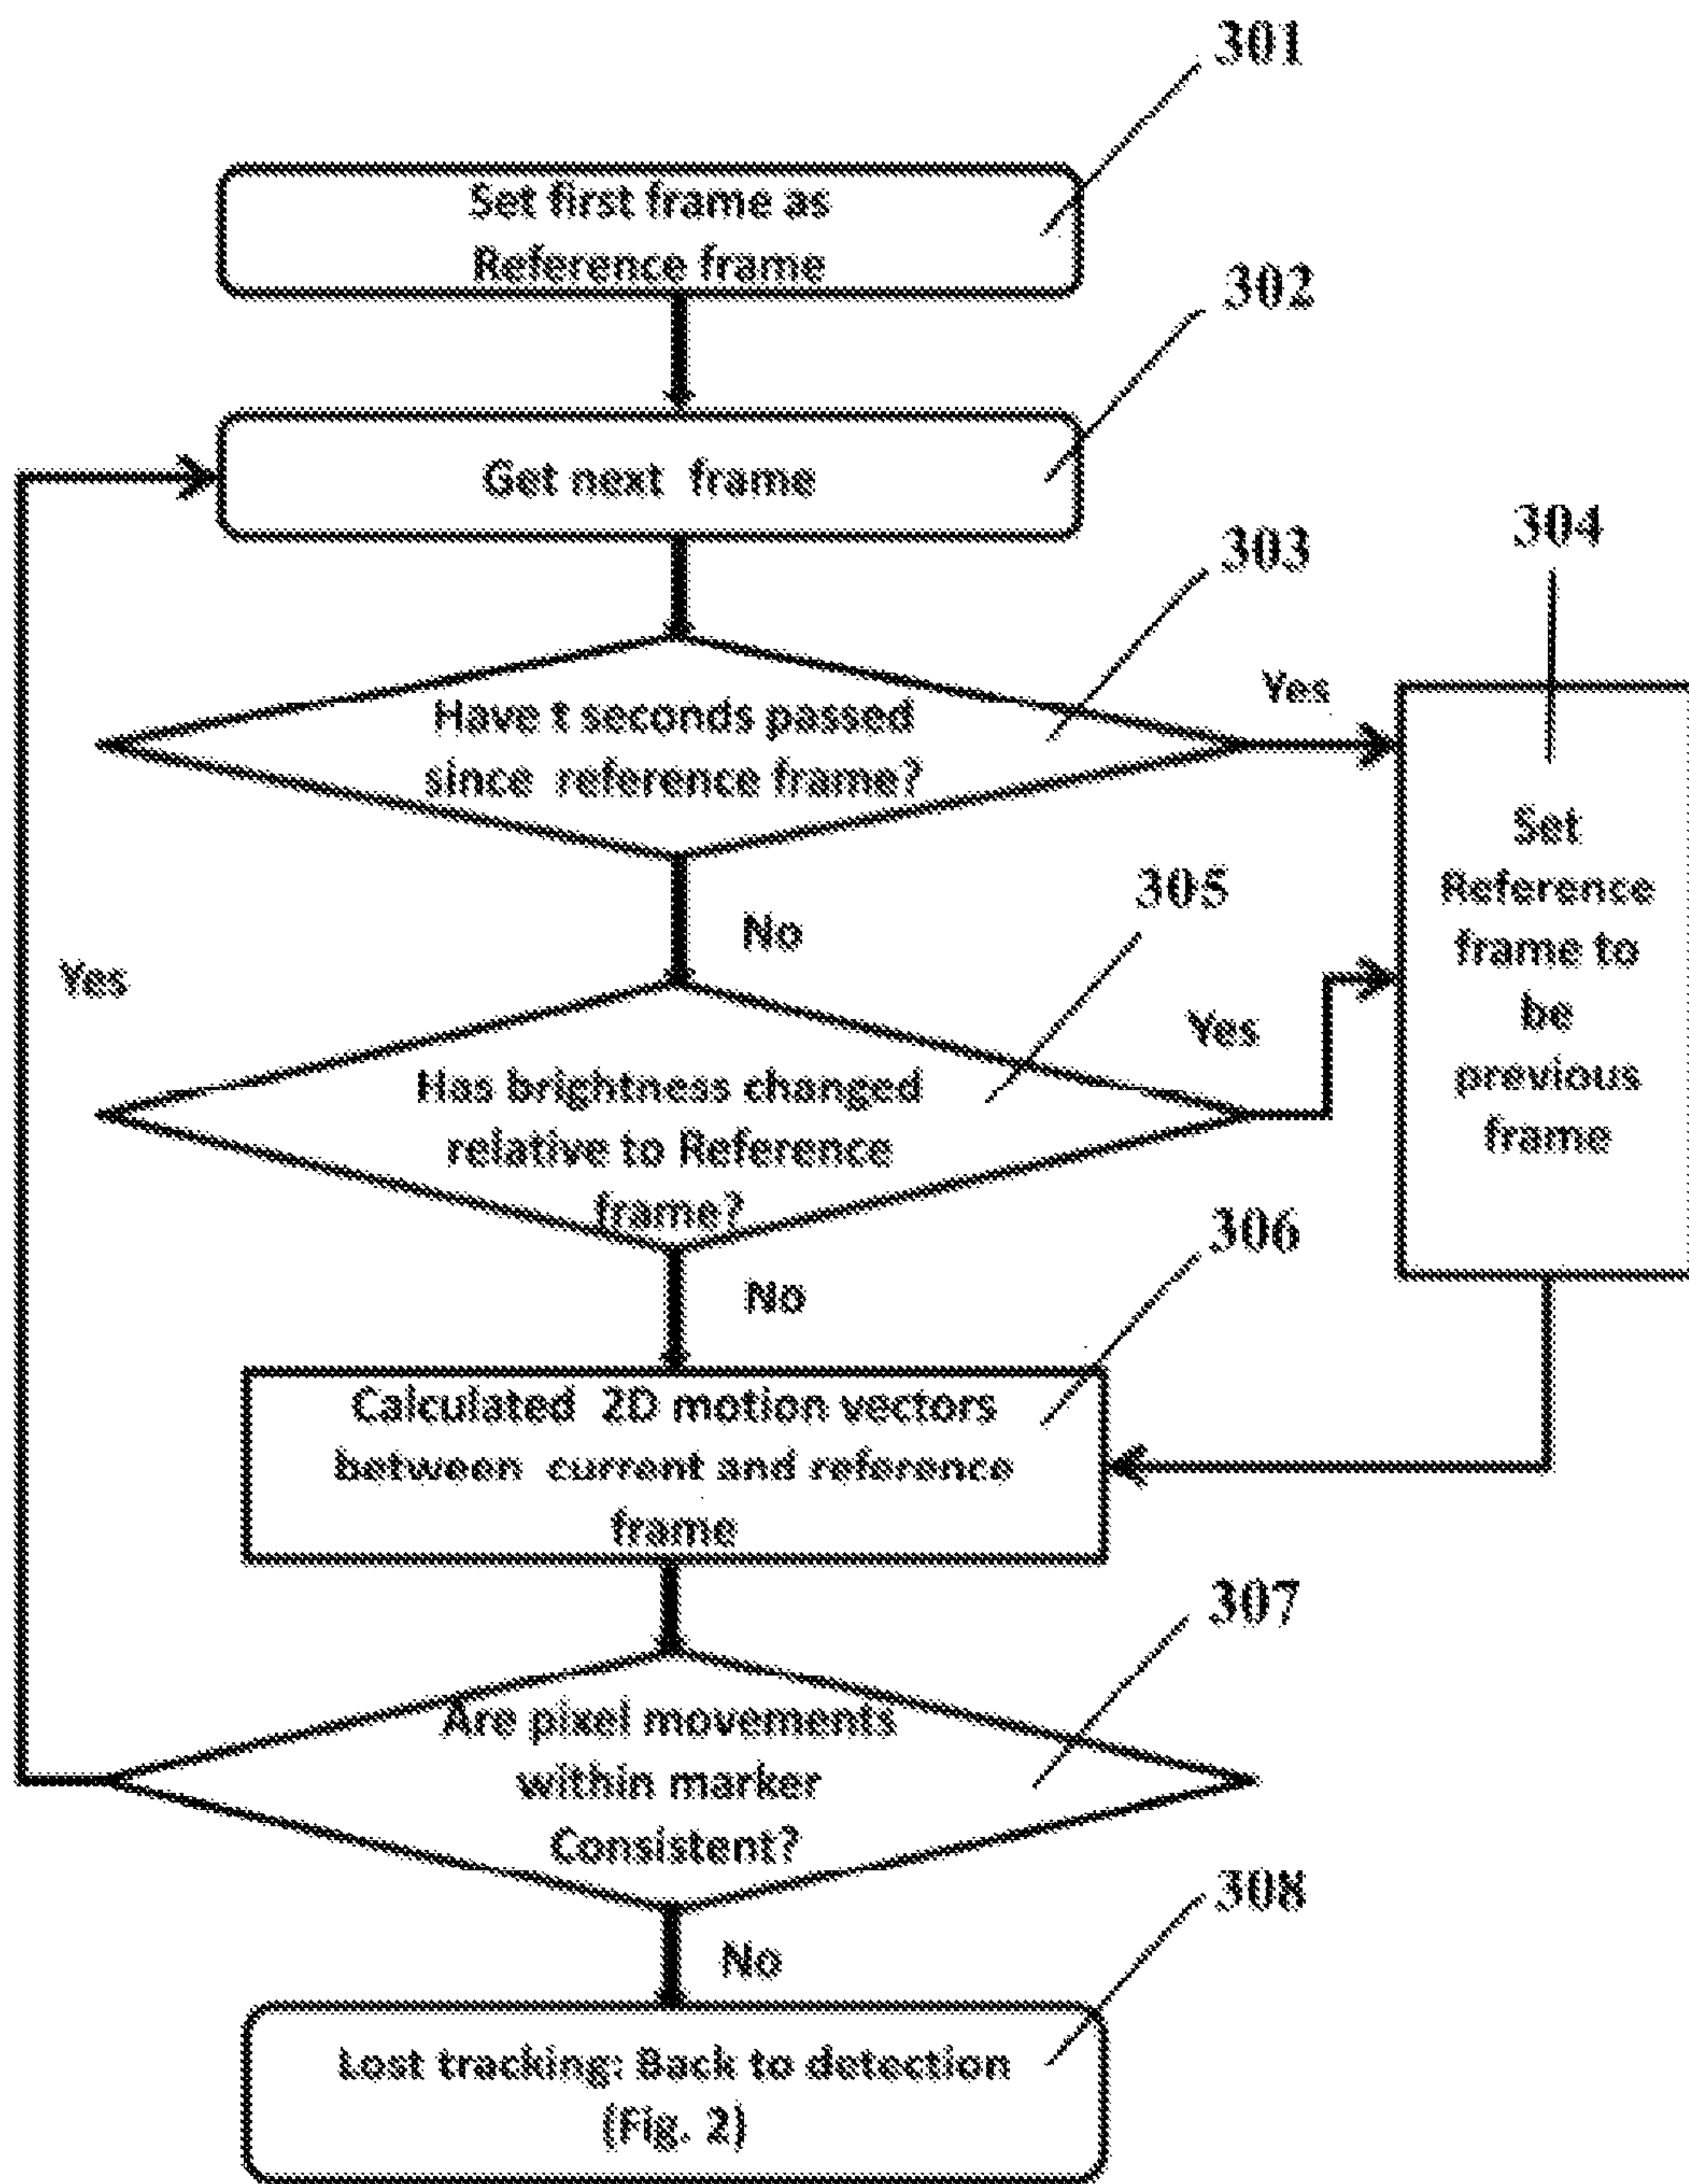 301
Set first frame as
Reference frame
302
Get next frame
303
Have t seconds passed
since reference frame?
Yes
304
Set
Reference
frame to
be
previous
frame
No
305
Yes
Has brightness changed
relative to Reference
frame?
Yes
No
306
Calculated 2D motion vectors
between current and reference
frame
307
Are pixel movements
within marker
Consistent?
No
308
Lost tracking: Back to detection
(Fig. 2)